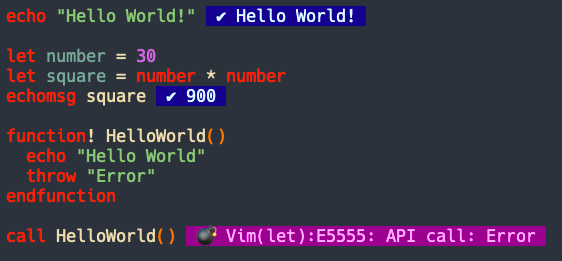 echo "Hello World!" ✔ Hello World!
let number = 30
let square = number * number
echomsg square ✔ 900
function! HelloWorld()
  echo "Hello World"
  throw "Error"
endfunction
call HelloWorld() 💣 Vim(let):E5555: API call: Error